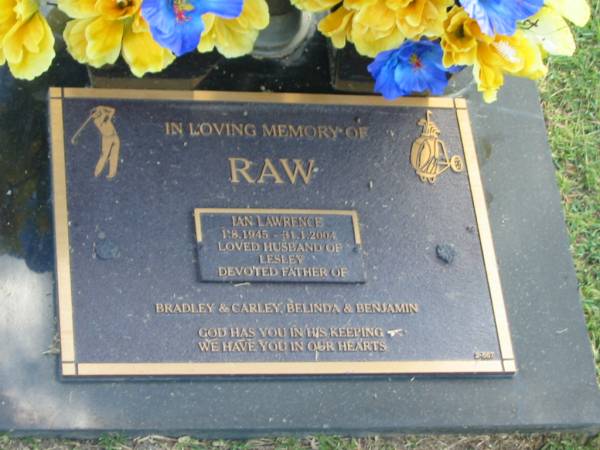 IN LOVING MEMORY OF
RAW
IAN LAWRENCE
1.8.1945 - 31.1.2004
LOVED HUSBAND OF
LESLEY
DEVOTED FATHER OF
BRADLEY & CARLEY, BELINDA & BENJAMIN
GOD HAS YOU IN HIS KEEPING
WE HAVE YOU IN OUR HEARTS